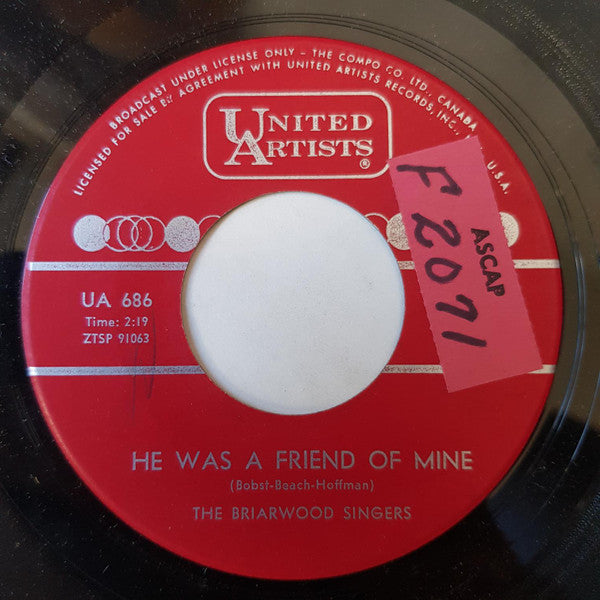 BROADCAST UNDER LICENSE ONLY - THE COMPO CO. LTD., CANADA
LICENSED FOR SALE BY AGREEMENT WITH UNITED ARTISTS RECORDS, INC., U.S.A.
UNITED
ARTISTS®
ASCAP
F 2071
UA 686
Time: 2:19
ZTSP 91063
HE WAS A FRIEND OF MINE
(Bobst-Beach-Hoffman)
THE BRIARWOOD SINGERS